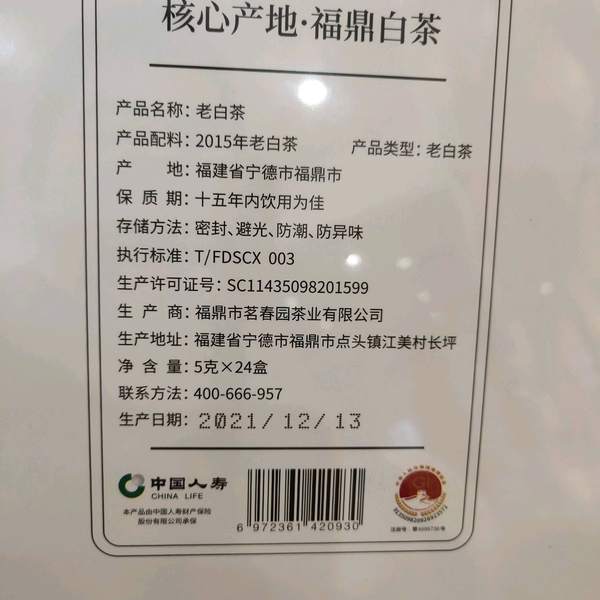 核心产地·福鼎白茶
产品名称：老白茶
产品配料：2015年老白茶 产品类型：老白茶
产 地：福建省宁德市福鼎市
保 质 期：十五年内饮用为佳
存储方法：密封、避光、防潮、防异味
执行标准：T/FDSCX 003
生产许可证号：SC11435098201599
生 产 商：福鼎市茗春园茶业有限公司
生产地址：福建省宁德市福鼎市点头镇江美村长坪
净 含 量：5克×24盒
联系方法：400-666-957
生产日期：2021/12/13
中国人寿
CHINA LIFE
本产品由中国人寿财产保险
股份有限公司承保
6 972361 420930